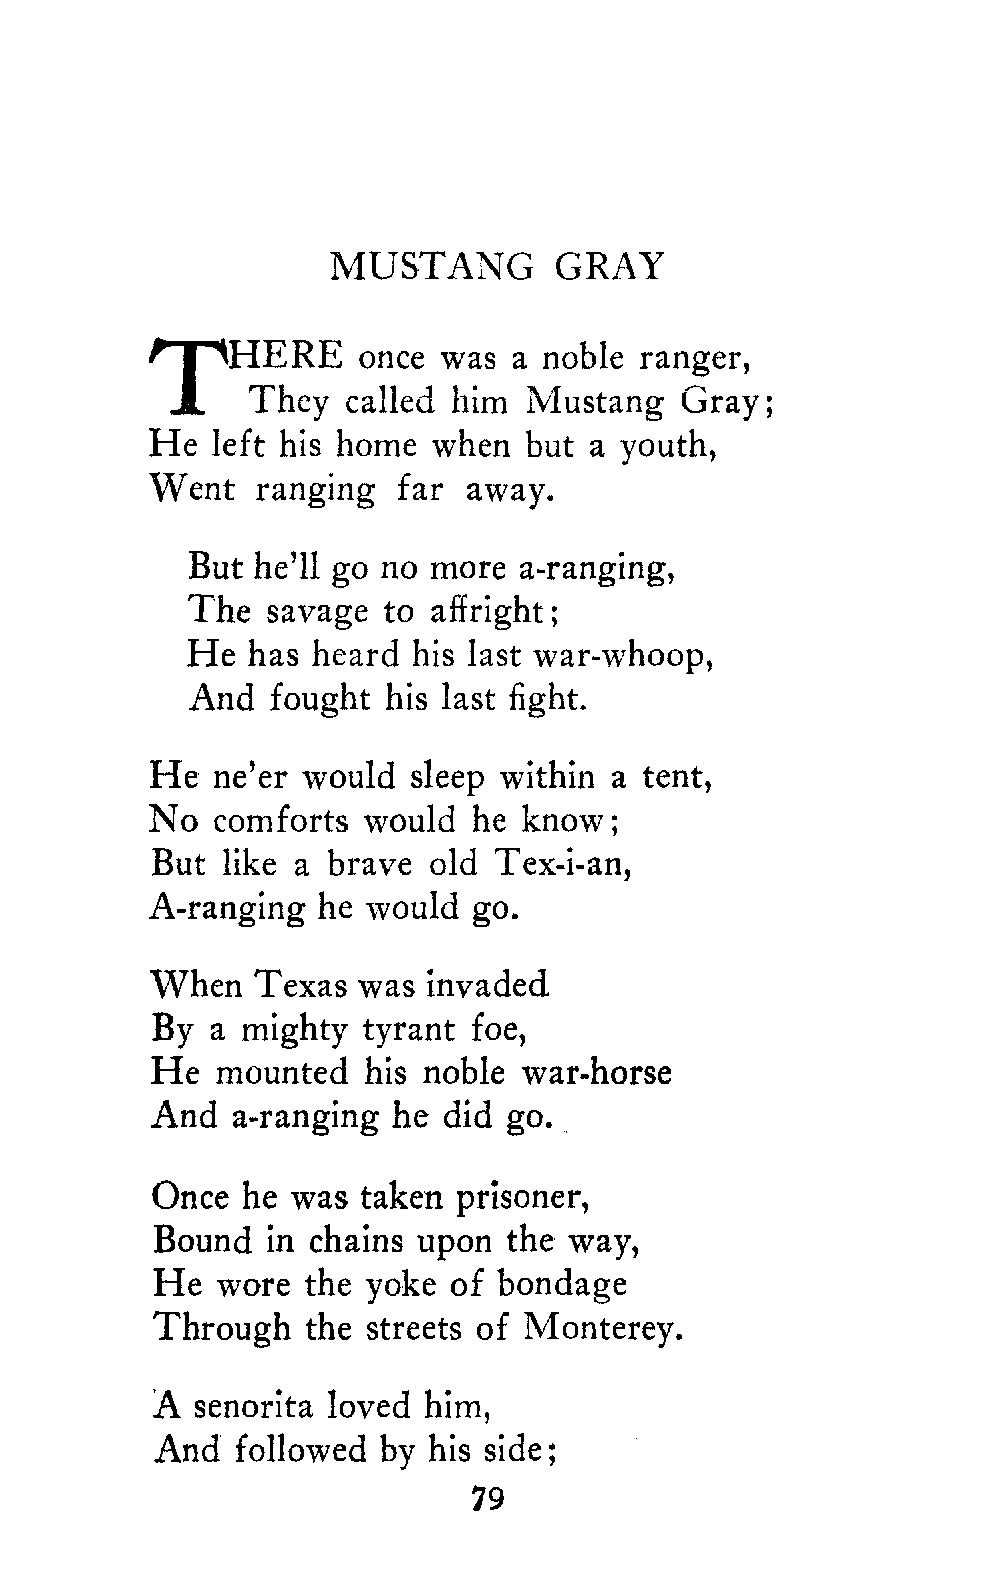 MUSTANG GRAY
THERE once was a noble ranger,
They called him Mustang Gray;
He left his home when but a youth,
Went ranging far away.
But he'll go no more a-ranging,
The savage to affright;
He has heard his last war-whoop,
And fought his last fight.
He ne'er would sleep within a tent,
No comforts would he know;
But like a brave old Tex-i-an,
A-ranging he would go.
When Texas was invaded
By a mighty tyrant foe,
He mounted his noble war-horse
And a-ranging he did go.
Once he was taken prisoner,
Bound in chains upon the way,
He wore the yoke of bondage
Through the streets of Monterey.
A senorita loved him,
And followed by his side;
79